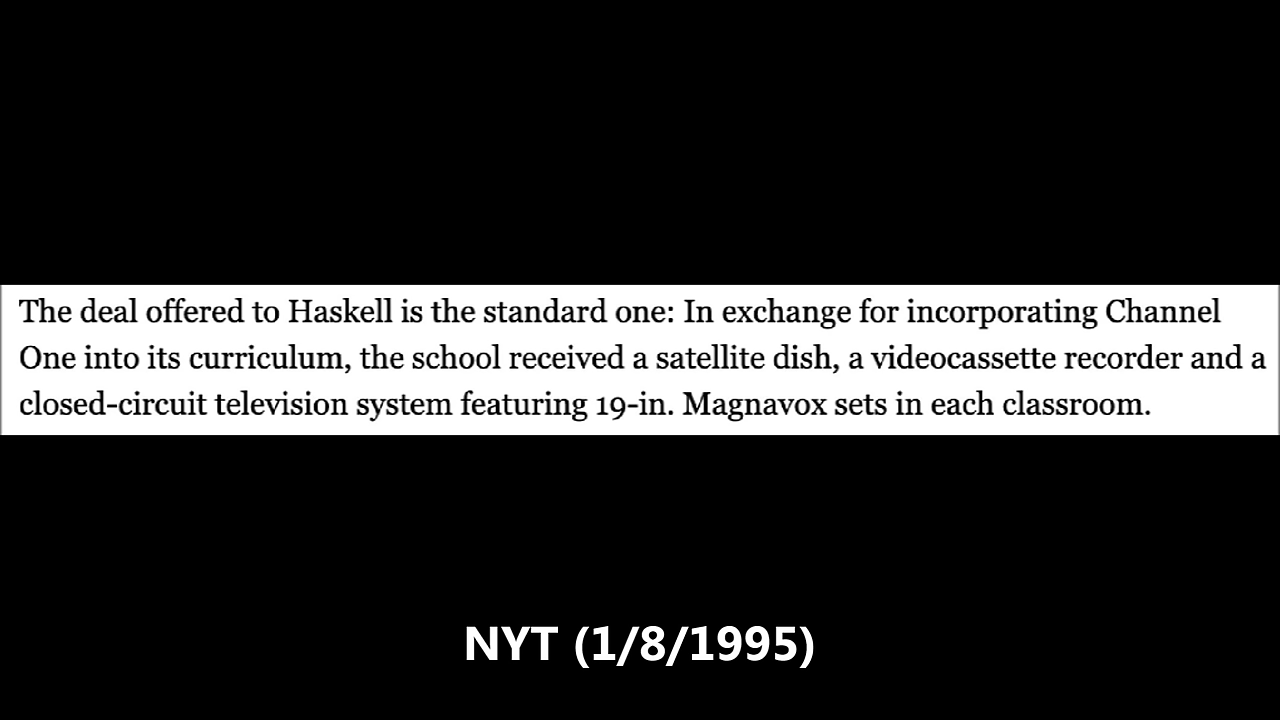 The deal offered to Haskell is the standard one: In exchange for incorporating Channel
One into its curriculum, the school received a satellite dish, a videocassette recorder and a
closed-circuit television system featuring 19-in. Magnavox sets in each classroom.
NYT (1/8/1995)